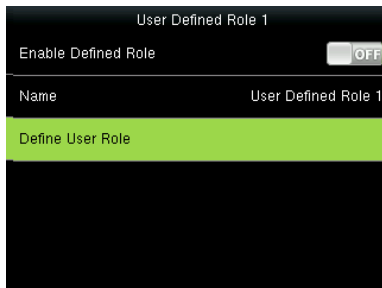 User Defined Role 1
Enable Defined Role OFF
Name User Defined Role 1
Define User Role